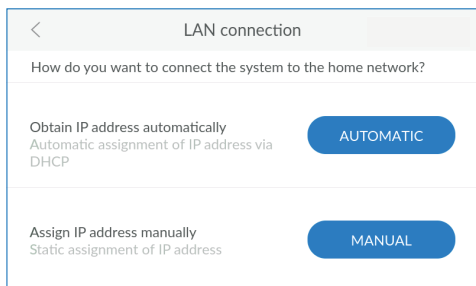 LAN connection
How do you want to connect the system to the home network?
Obtain IP address automatically
Automatic assignment of IP address via
DHCP
AUTOMATIC
Assign IP address manually
Static assignment of IP address
MANUAL